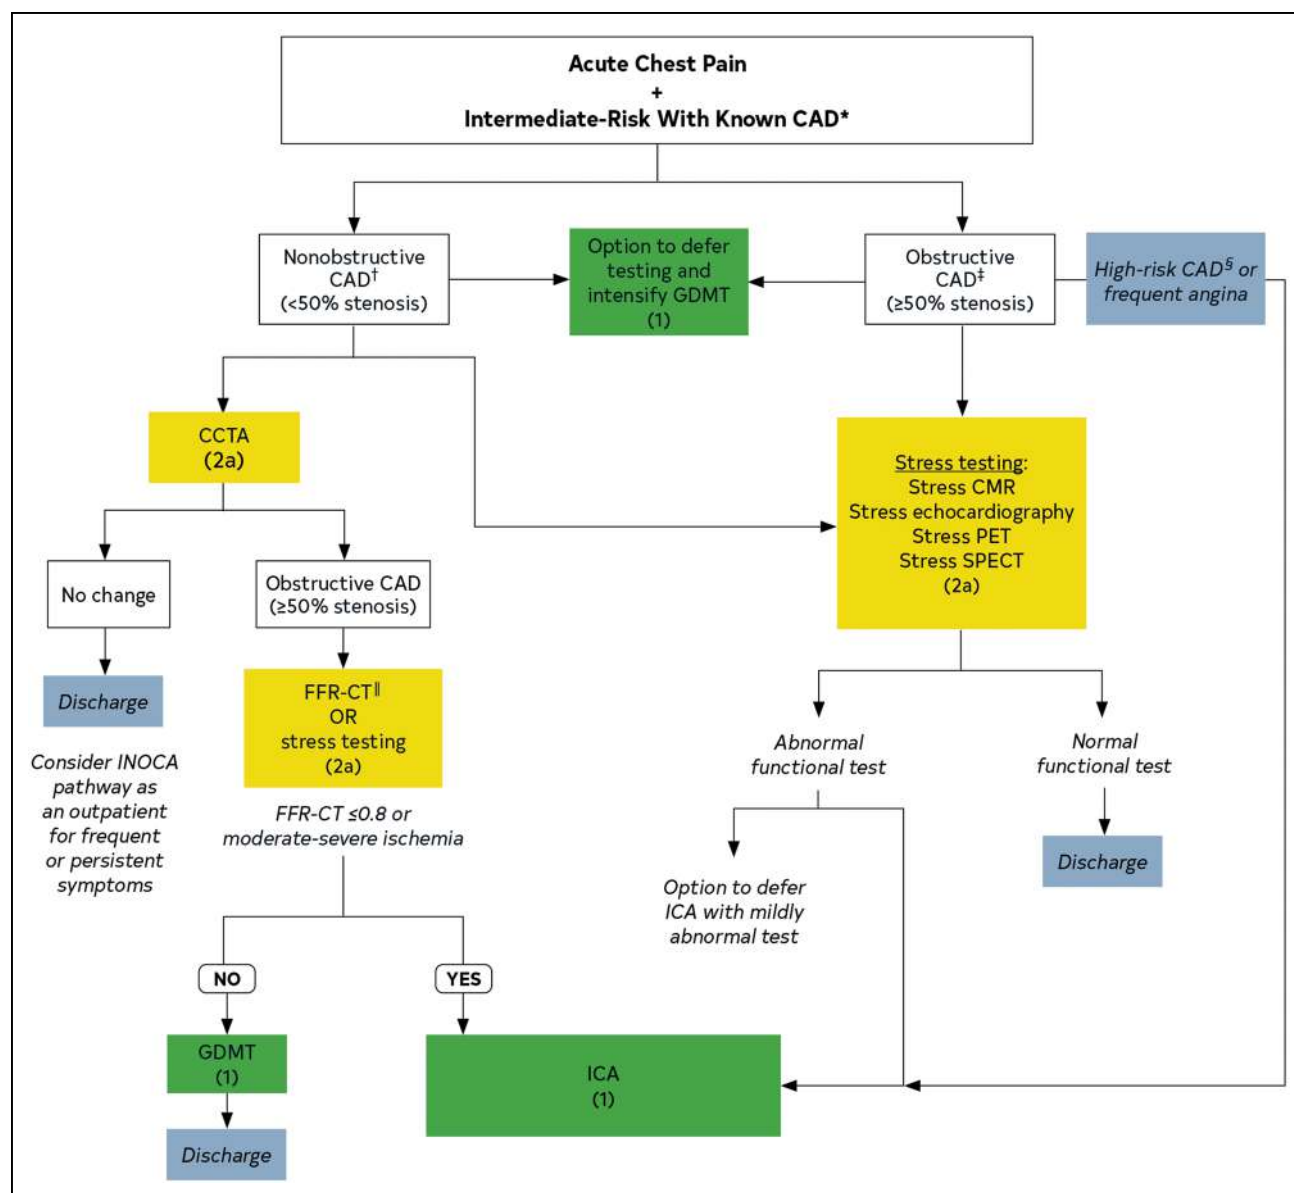 Acute Chest Pain
+
Intermediate-Risk With Known CAD*
Nonobstructive
CAD†
(<50% stenosis)
Option to defer
testing and
intensify GDMT
(1)
Obstructive
CAD‡
(≥50% stenosis)
High-risk CAD§ or
frequent angina
CCTA
(2a)
Stress testing:
Stress CMR
Stress echocardiography
Stress PET
Stress SPECT
(2a)
No change
Obstructive CAD
(≥50% stenosis)
Discharge
Consider INOCA
pathway as
an outpatient
for frequent
or persistent
symptoms
FFR-CT‖
OR
stress testing
(2a)
FFR-CT ≤0.8 or
moderate-severe ischemia
Abnormal
functional test
Normal
functional test
Option to defer
ICA with mildly
abnormal test
Discharge
NO
YES
GDMT
(1)
ICA
(1)
Discharge